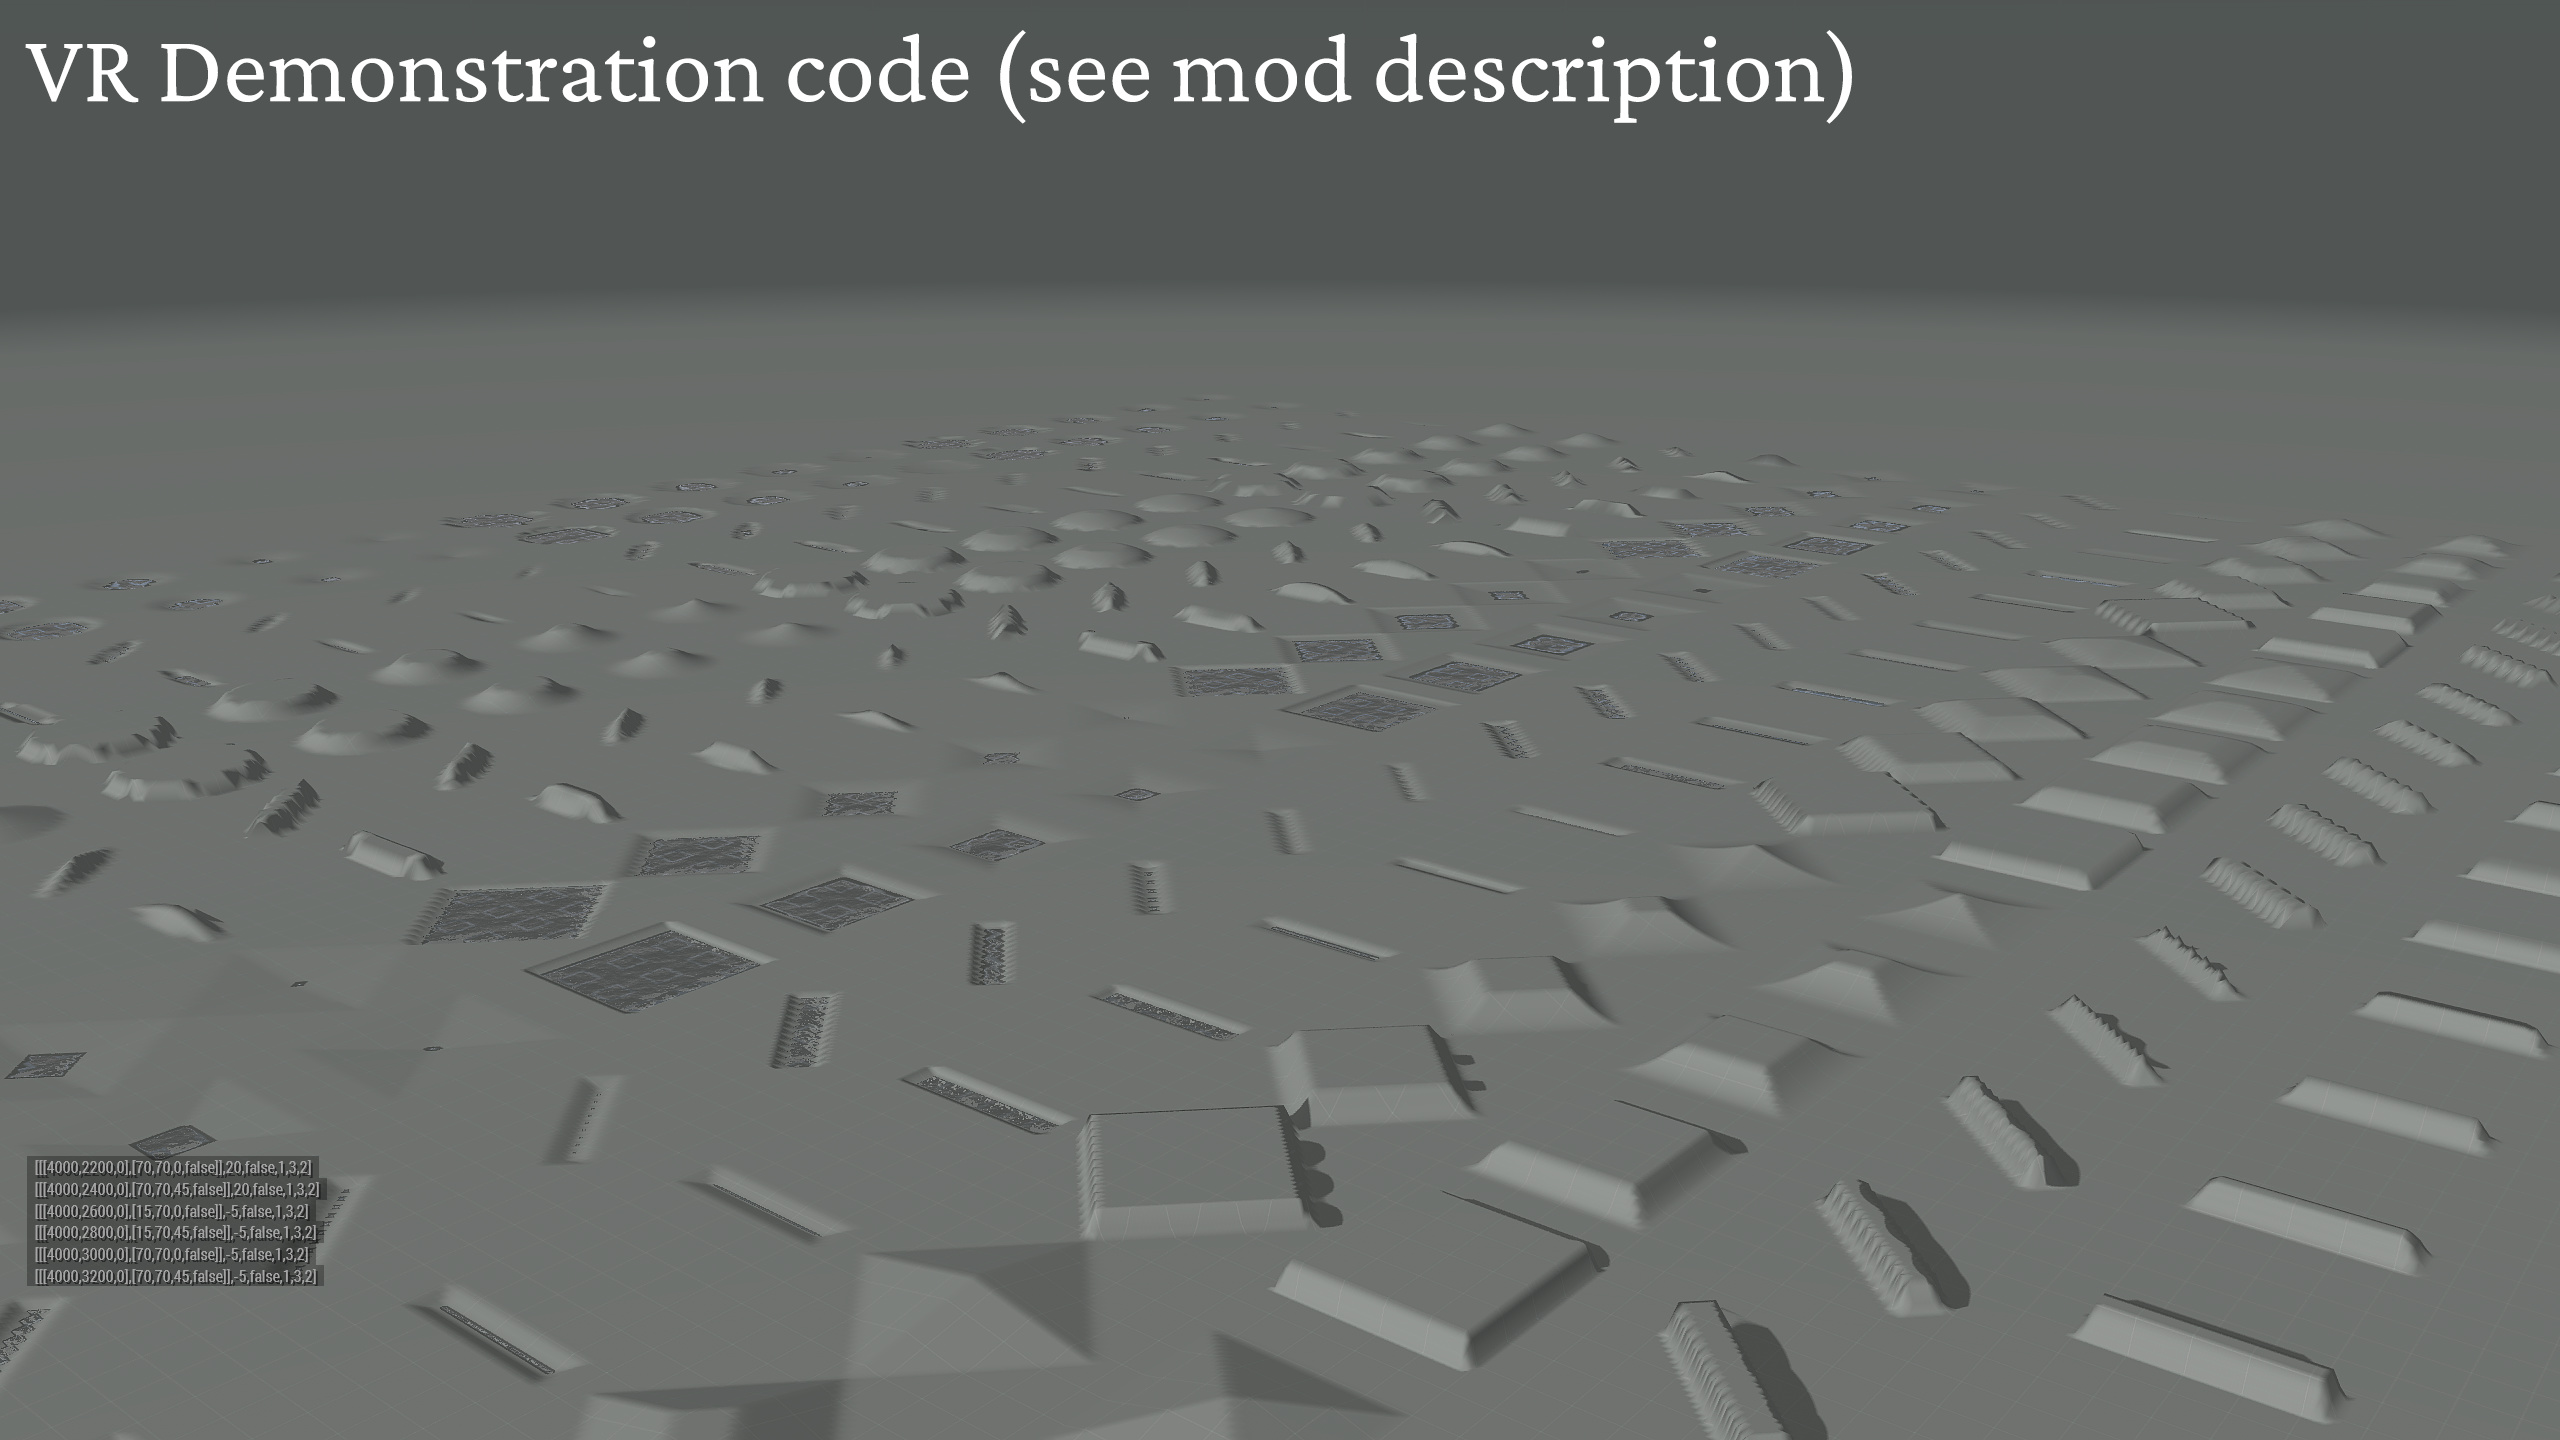 VR Demonstration code (see mod description)
[[[4000,2200,0],[70,70,0,false]],20,false,1,3,2]
[[[4000,2400,0],[70,70,45,false]],20,false,1,3,2]
[[[4000,2600,0],[15,70,0,false]],-5,false,1,3,2]
[[[4000,2800,0],[15,70,45,false]],-5,false,1,3,2]
[[[4000,3000,0],[70,70,0,false]],-5,false,1,3,2]
[[[4000,3200,0],[70,70,45,false]],-5,false,1,3,2]